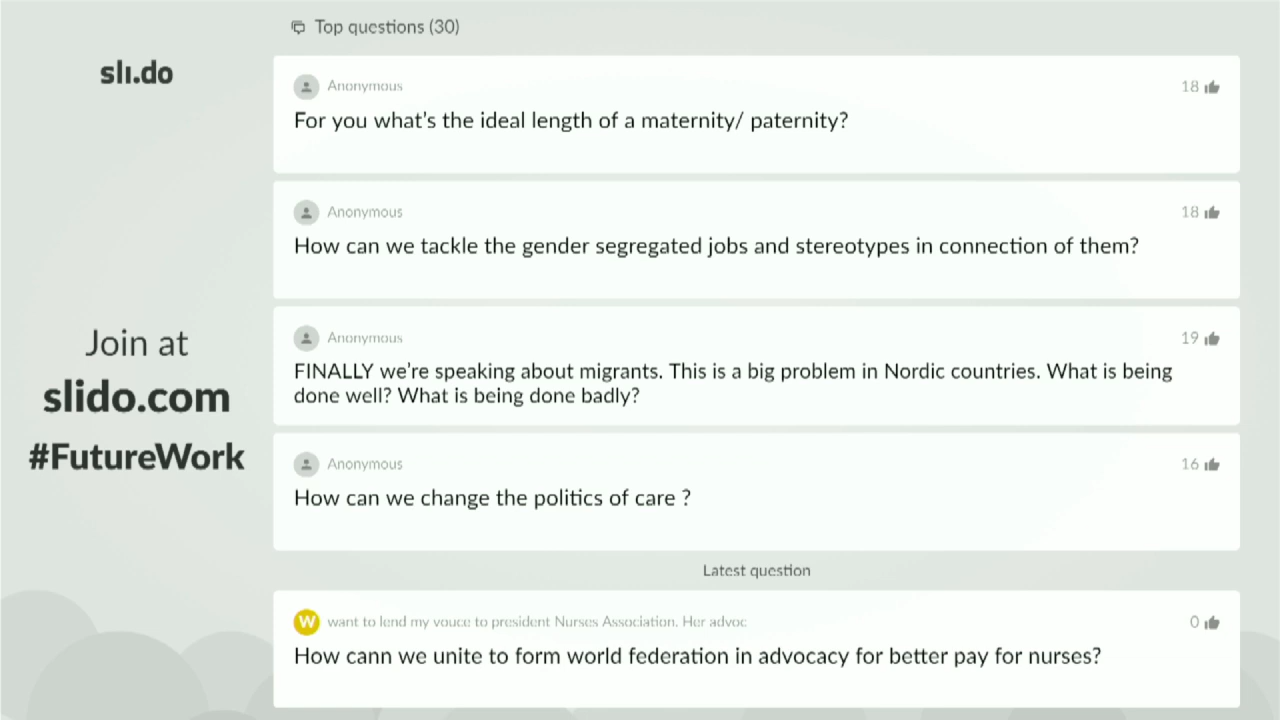 Top questions (30)
slı.do
Anonymous
18
For you what's the ideal length of a maternity/ paternity?
Anonymous
18
How can we tackle the gender segregated jobs and stereotypes in connection of them?
Join at
slido.com
#FutureWork
Anonymous
19
FINALLY we're speaking about migrants. This is a big problem in Nordic countries. What is being
done well? What is being done badly?
Anonymous
16
How can we change the politics of care ?
Latest question
W
want to lend my vouce to president Nurses Association. Her advoc
0
How cann we unite to form world federation in advocacy for better pay for nurses?